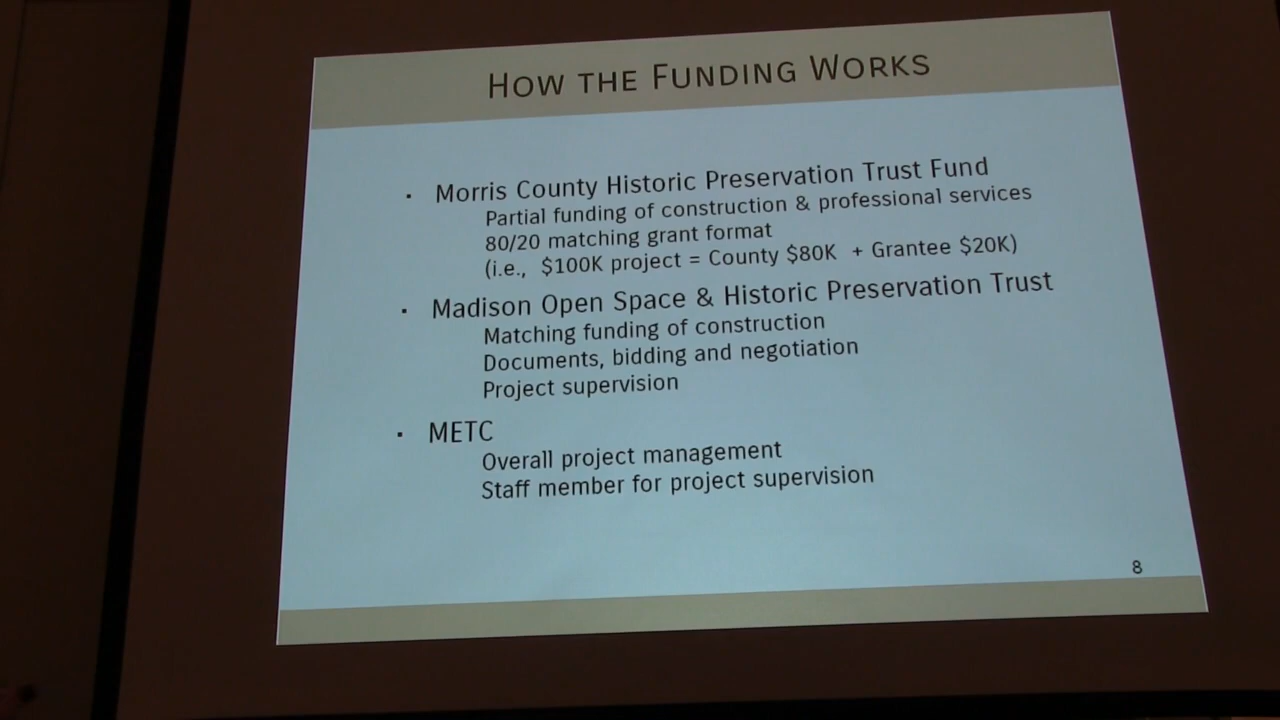 HOW THE FUNDING WORKS
▪ Morris County Historic Preservation Trust Fund
Partial funding of construction & professional services
80/20 matching grant format
(i.e., $100K project = County $80K + Grantee $20K)
▪ Madison Open Space & Historic Preservation Trust
Matching funding of construction
Documents, bidding and negotiation
Project supervision
▪ METC
Overall project management
Staff member for project supervision
8